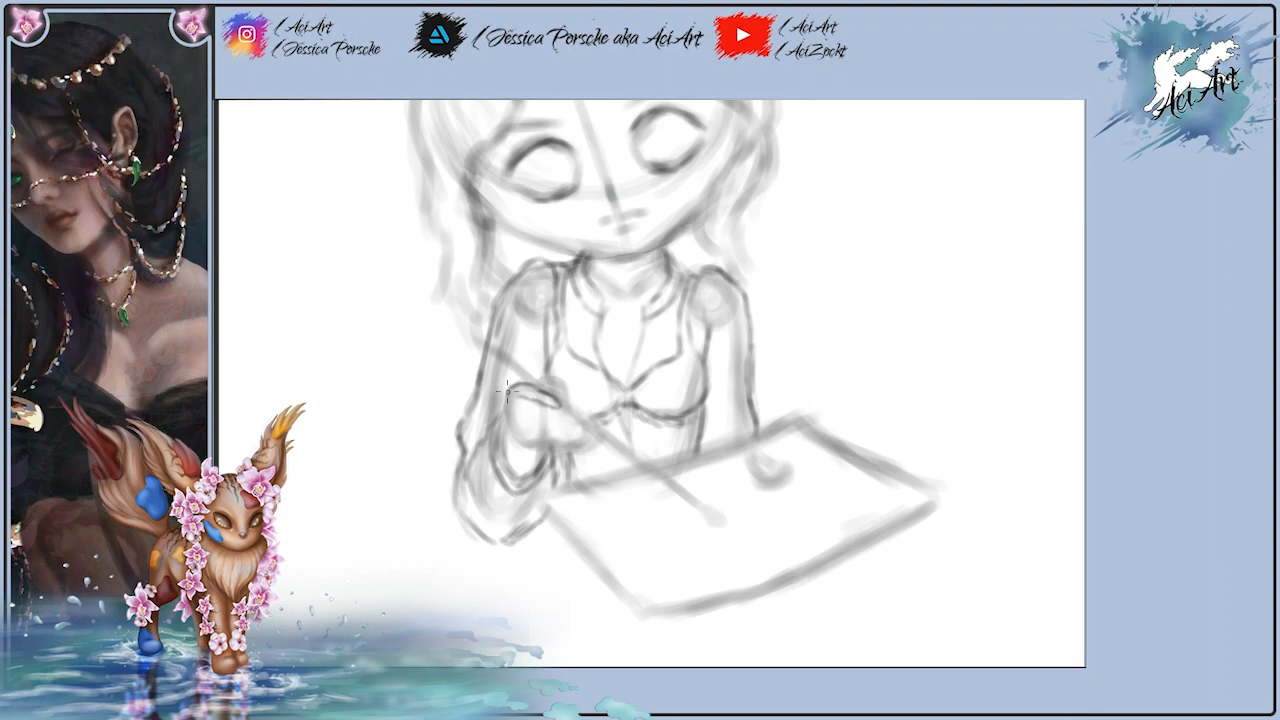 /AciArt
/Jessica Porsche
/Jessica Porsche aka AciArt
/AciArt
/AciZockt
AciArt